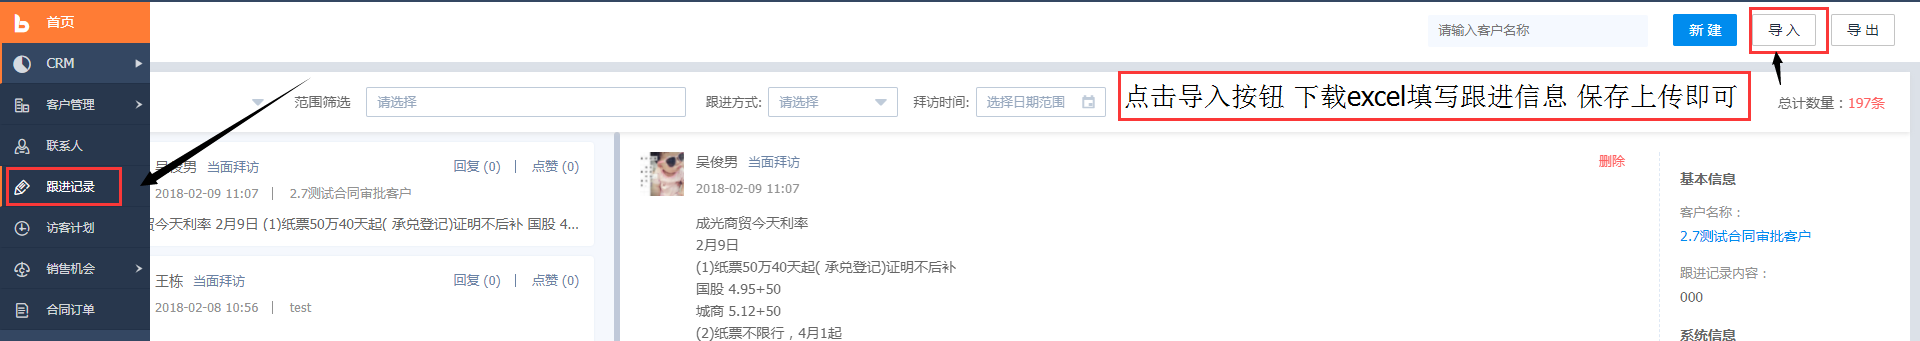 首页
CRM
客户管理
联系人
跟进记录
访客计划
销售机会
合同订单
请输入客户名称
新 建
导 入
导 出
范围筛选
请选择
跟进方式:
请选择
拜访时间:
选择日期范围
点击导入按钮 下载excel填写跟进信息 保存上传即可
总计数量：197条
吴俊男 当面拜访
回复 (0) | 点赞 (0)
2018-02-09 11:07 | 2.7测试合同审批客户
贸今天利率 2月9日 (1)纸票50万40天起( 承兑登记)证明不后补 国股 4...
王栋 当面拜访
回复 (0) | 点赞 (0)
2018-02-08 10:56 | test
吴俊男 当面拜访
删除
2018-02-09 11:07
成光商贸今天利率
2月9日
(1)纸票50万40天起( 承兑登记)证明不后补
国股 4.95+50
城商 5.12+50
(2)纸票不限行，4月1起
基本信息
客户名称：
2.7测试合同审批客户
跟进记录内容：
000
系统信息